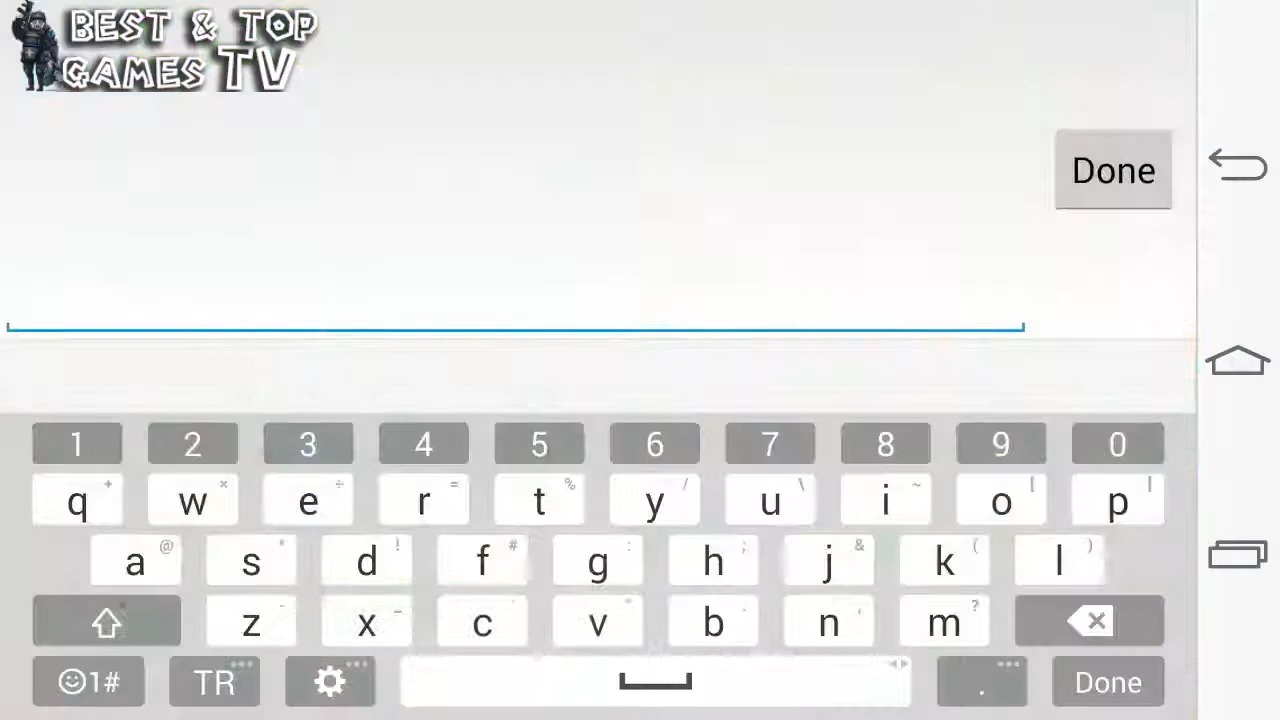 BEST & TOP
GAMES TV
Done
1 2 3 4 5 6 7 8 9 0
q + w × e ÷ r = t % y / u \ i ~ o [ p ]
a @ s * d ! f # g : h ; j & k ( l )
z - x _ c v b n , m ?
1# TR ... ... . ... Done